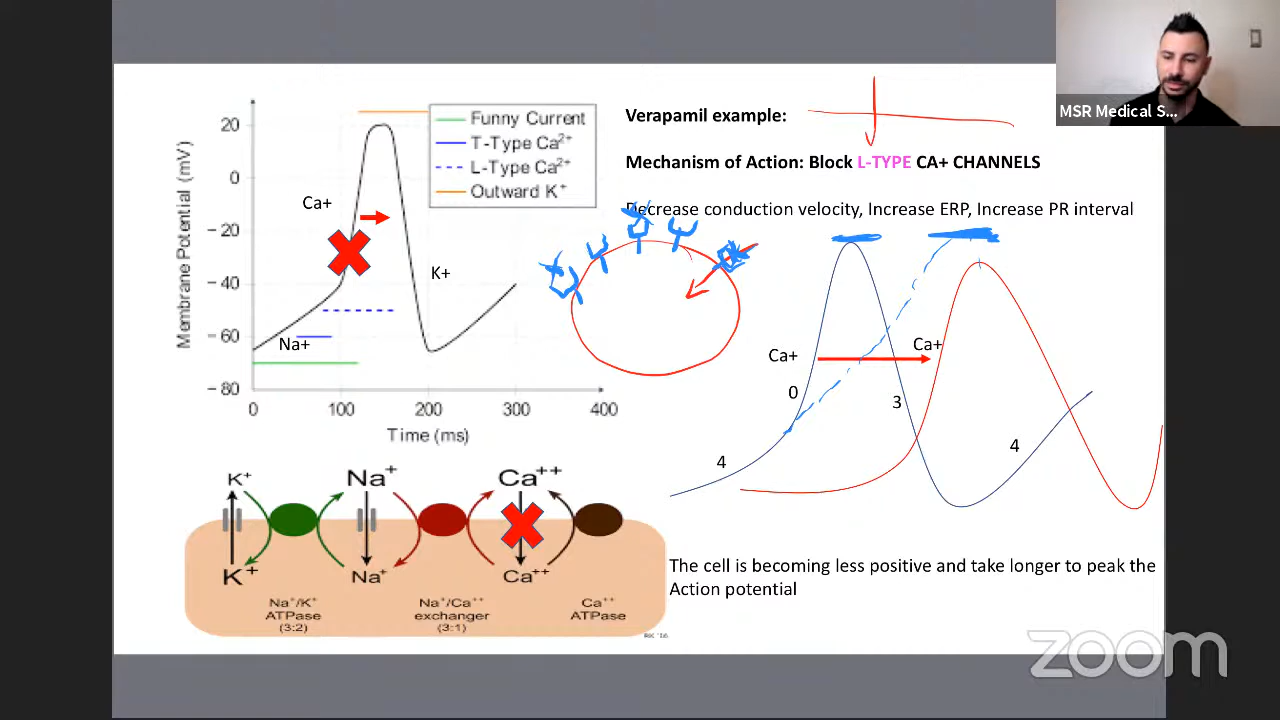 MSR Medical S...
Verapamil example:
Mechanism of Action: Block L-TYPE CA+ CHANNELS
Decrease conduction velocity, Increase ERP, Increase PR interval
Membrane Potential (mV)
20
0
− 20
− 40
− 60
− 80
0
100
200
300
400
Time (ms)
Funny Current
T-Type Ca2+
L-Type Ca2+
Outward K+
Ca+
K+
Na+
Ca+
Ca+
0
3
4
4
K+
Na+
Ca++
K+
Na+
Ca++
Na+/K+
ATPase
(3:2)
Na+/Ca++
exchanger
(3:1)
Ca++
ATPase
The cell is becoming less positive and take longer to peak the
Action potential
zoom